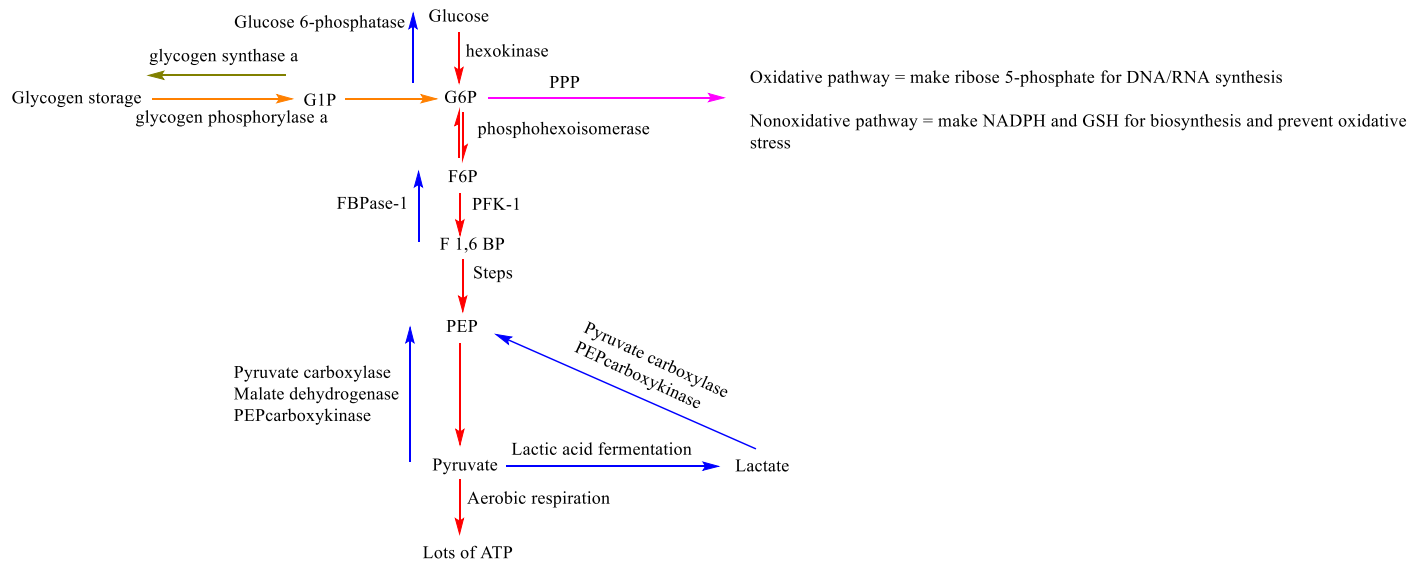 Glucose 6-phosphatase
Glucose
hexokinase
glycogen synthase a
PPP
Oxidative pathway = make ribose 5-phosphate for DNA/RNA synthesis
Glycogen storage
G1P
G6P
glycogen phosphorylase a
Nonoxidative pathway = make NADPH and GSH for biosynthesis and prevent oxidative
stress
phosphohexoisomerase
F6P
FBPase-1
PFK-1
F 1,6 BP
Steps
PEP
Pyruvate carboxylase
PEPcarboxykinase
Pyruvate carboxylase
Malate dehydrogenase
PEPcarboxykinase
Lactic acid fermentation
Pyruvate
Lactate
Aerobic respiration
Lots of ATP